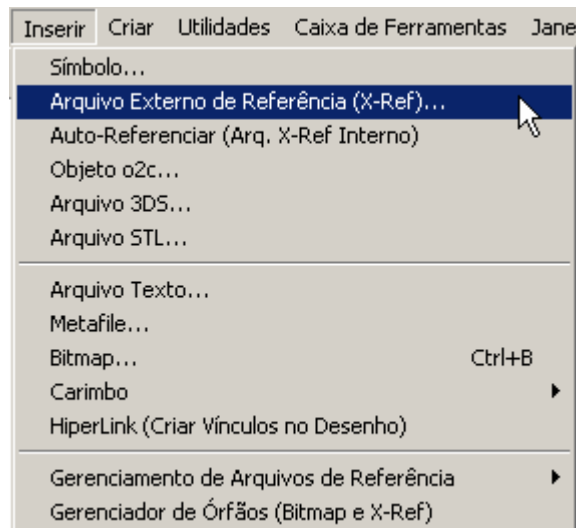 Inserir Criar Utilidades Caixa de Ferramentas Jane
Símbolo...
Arquivo Externo de Referência (X-Ref)...
Auto-Referenciar (Arq. X-Ref Interno)
Objeto o2c...
Arquivo 3DS...
Arquivo STL...
Arquivo Texto...
Metafile...
Bitmap... Ctrl+B
Carimbo
HiperLink (Criar Vínculos no Desenho)
Gerenciamento de Arquivos de Referência
Gerenciador de Órfãos (Bitmap e X-Ref)